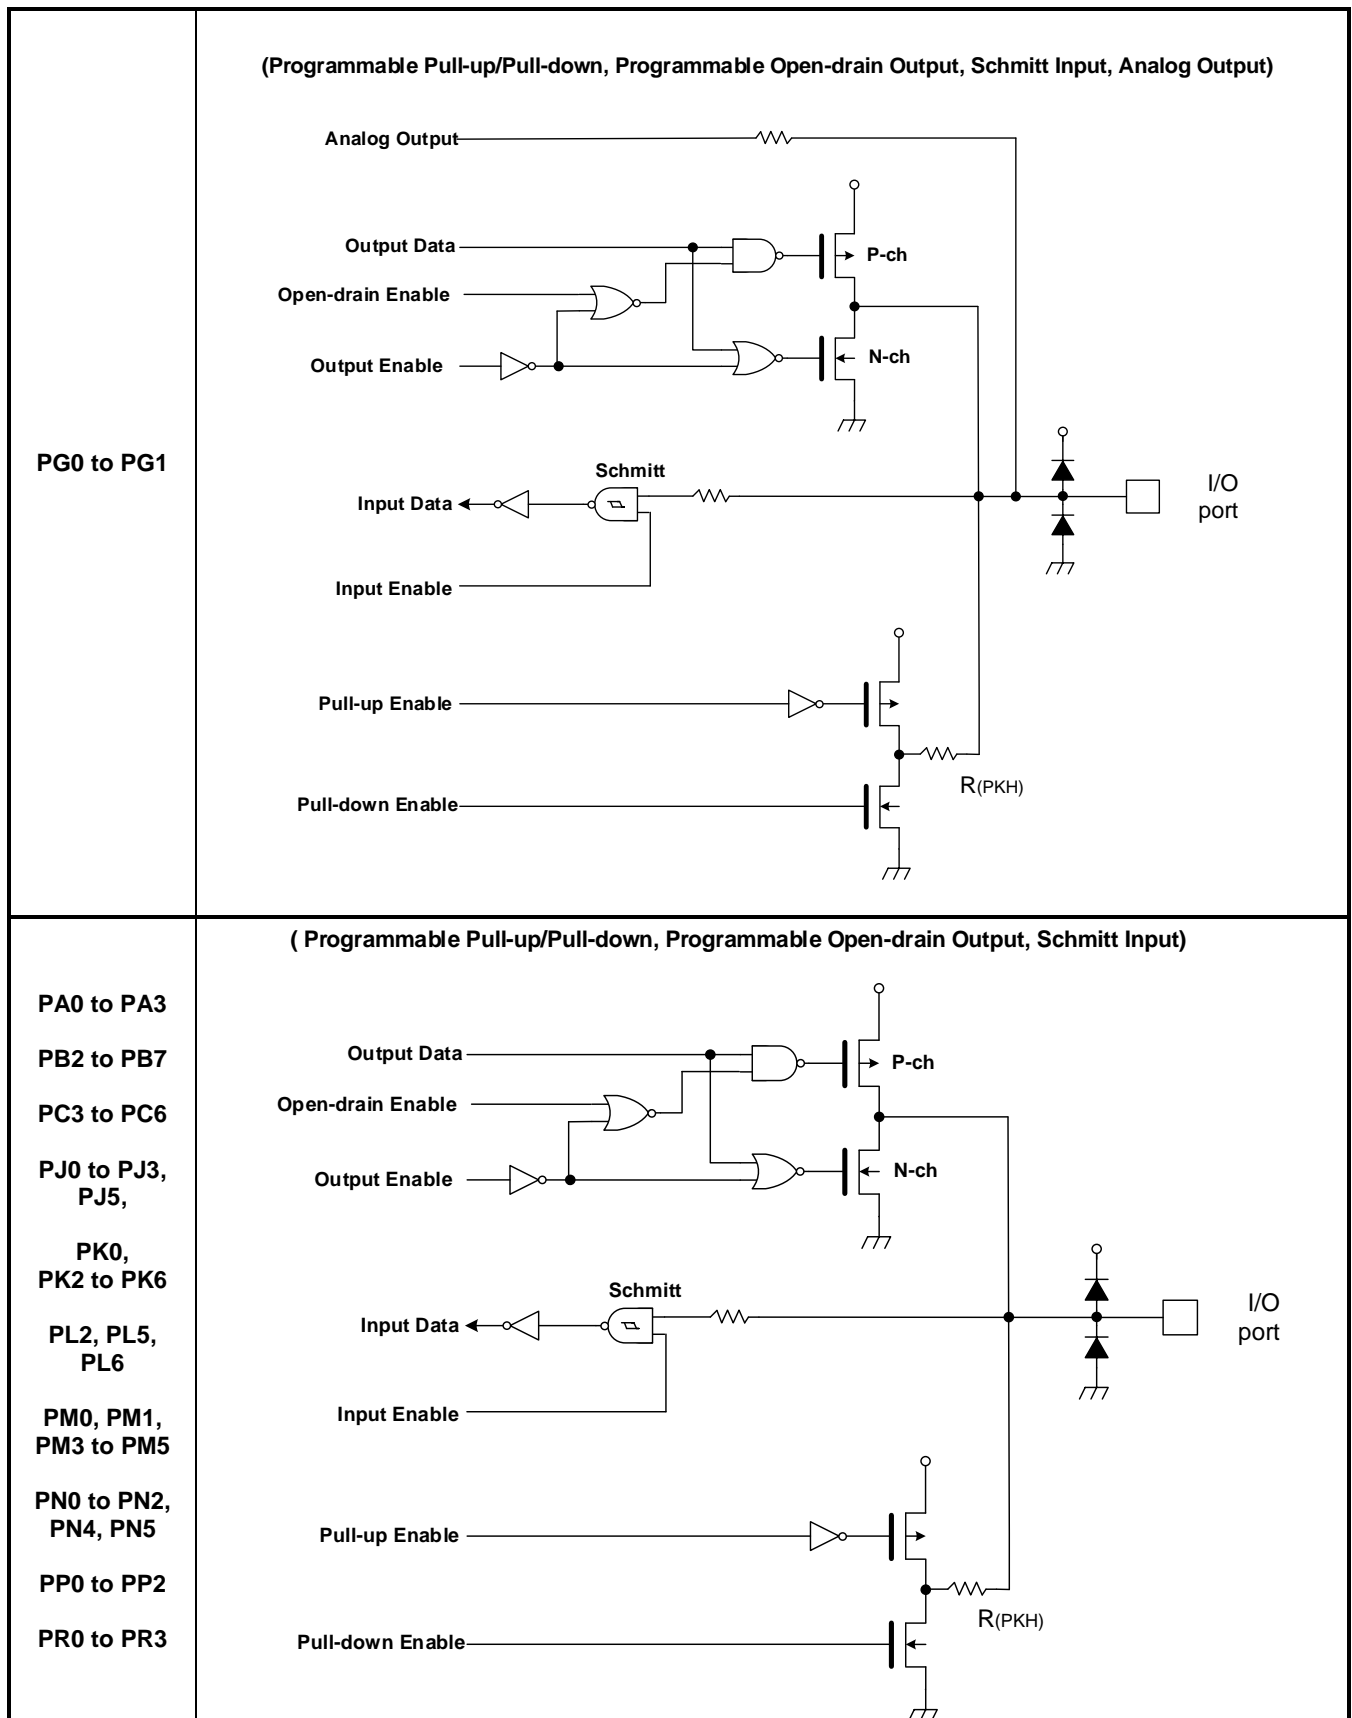 (Programmable Pull-up/Pull-down, Programmable Open-drain Output, Schmitt Input, Analog Output)
Analog Output
Output Data
P-ch
Open-drain Enable
Output Enable
N-ch
PG0 to PG1
Schmitt
Input Data
I/O
port
Input Enable
Pull-up Enable
R(PKH)
Pull-down Enable
( Programmable Pull-up/Pull-down, Programmable Open-drain Output, Schmitt Input)
PA0 to PA3
PB2 to PB7
PC3 to PC6
PJ0 to PJ3,
PJ5,
PK0,
PK2 to PK6
PL2, PL5,
PL6
PM0, PM1,
PM3 to PM5
PN0 to PN2,
PN4, PN5
PP0 to PP2
PR0 to PR3
Output Data
P-ch
Open-drain Enable
Output Enable
N-ch
Schmitt
Input Data
I/O
port
Input Enable
Pull-up Enable
R(PKH)
Pull-down Enable